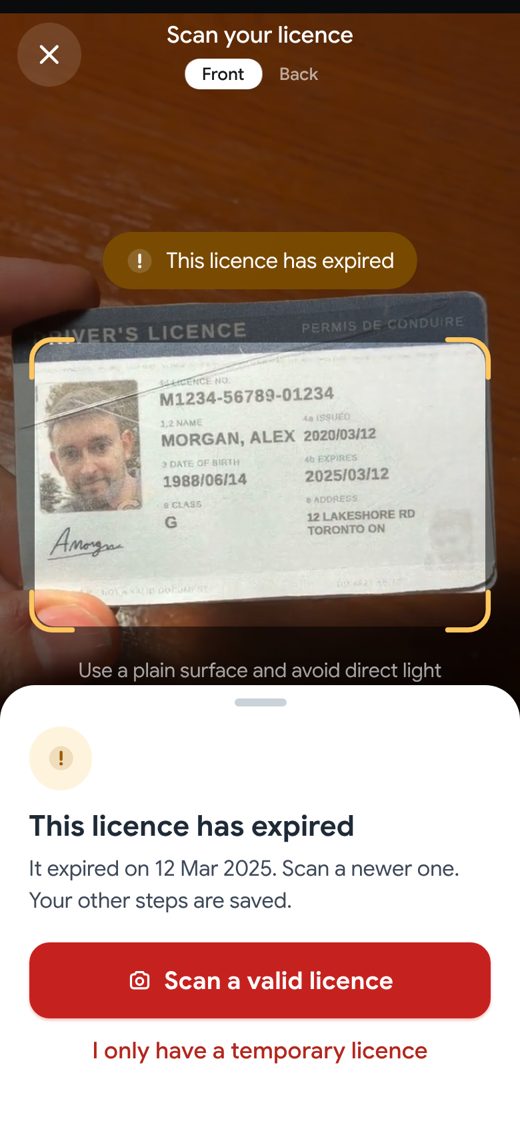 Scan your licence
Front Back
This licence has expired
DRIVER'S LICENCE PERMIS DE CONDUIRE
LICENCE NO.
M1234-56789-01234
1,2 NAME 4a ISSUED
MORGAN, ALEX 2020/03/12
3 DATE OF BIRTH 4b EXPIRES
1988/06/14 2025/03/12
9 CLASS 8 ADDRESS
G 12 LAKESHORE RD
TORONTO ON
AMorgan
NOT A VALID DOCUMENT
Use a plain surface and avoid direct light
This licence has expired
It expired on 12 Mar 2025. Scan a newer one.
Your other steps are saved.
Scan a valid licence
I only have a temporary licence